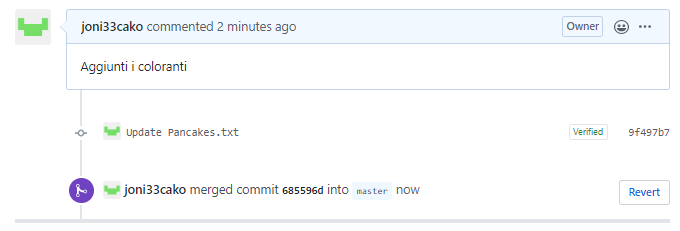 joni33cako commented 2 minutes ago Owner
Aggiunti i coloranti
Update Pancakes.txt Verified 9f497b7
joni33cako merged commit 685596d into master now Revert